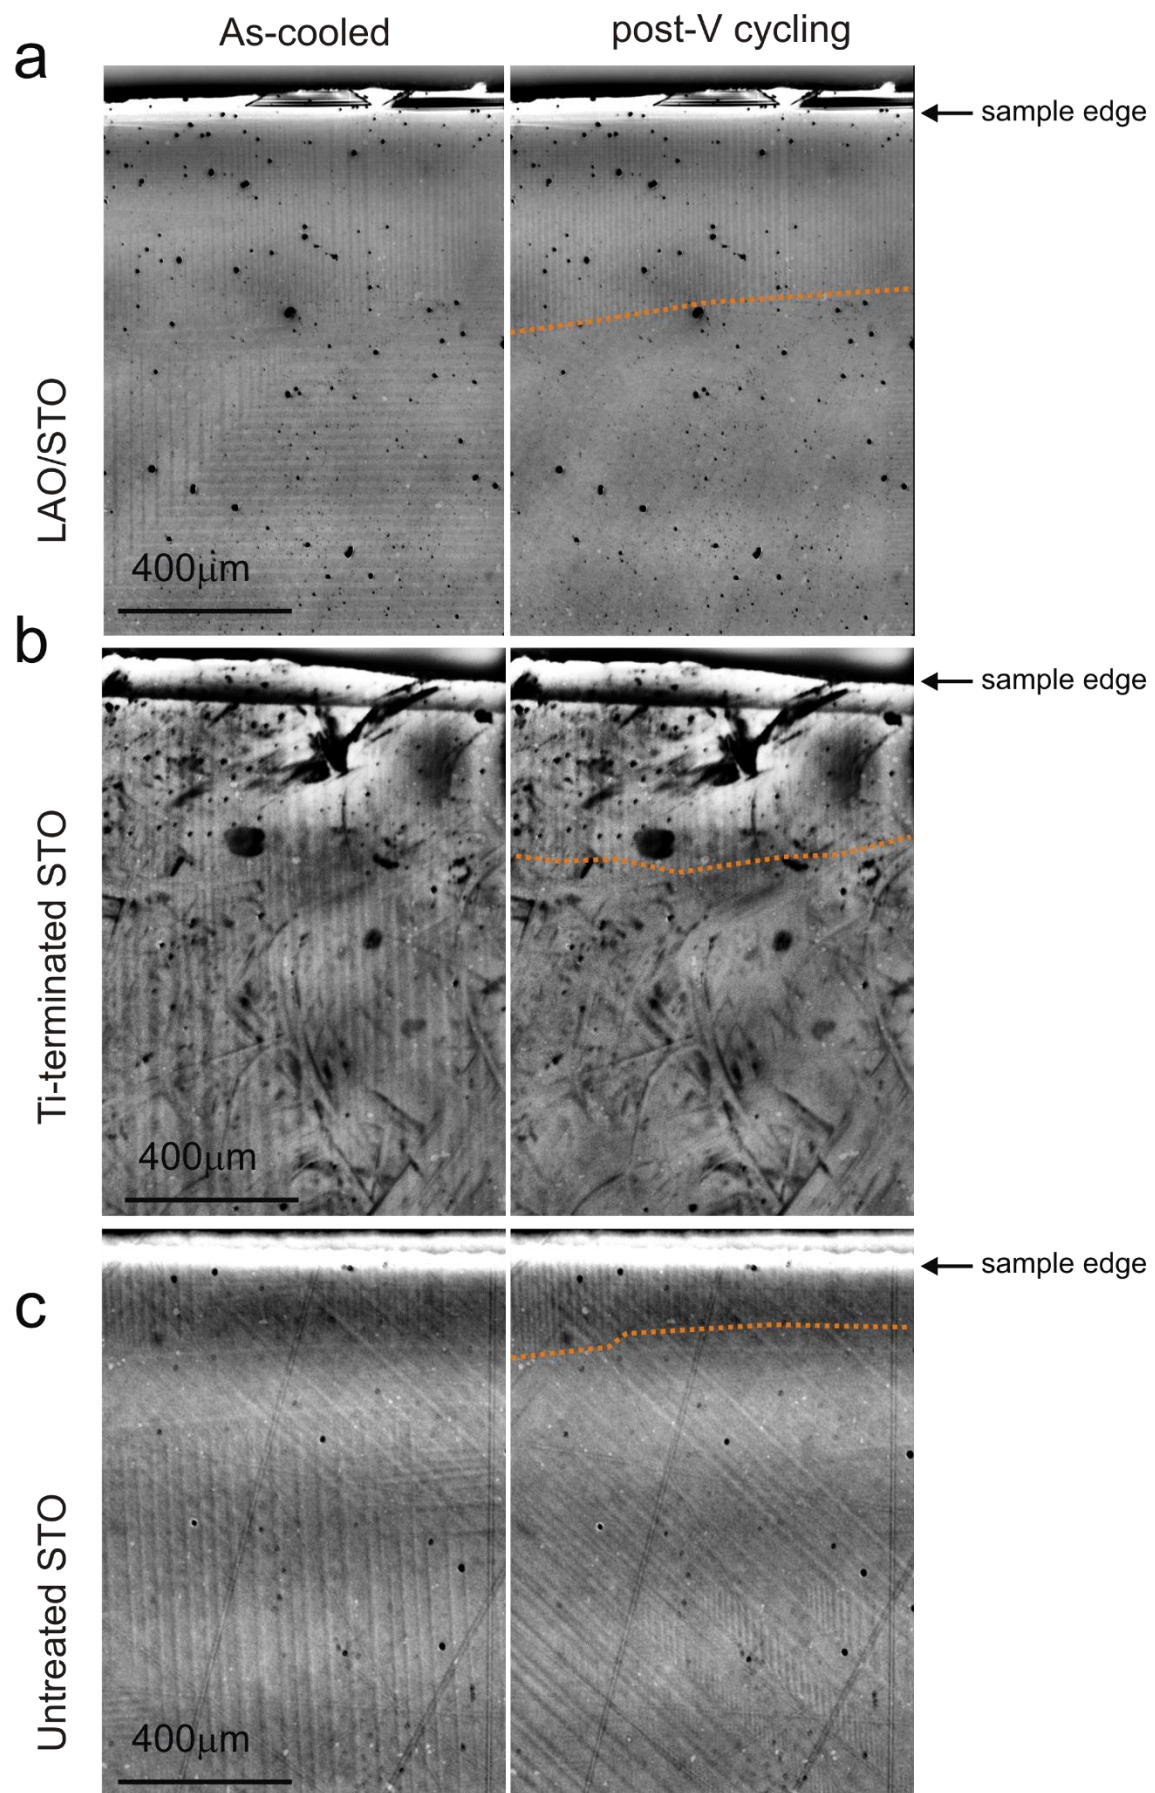 As-cooled
post-V cycling
a
sample edge
LAO/STO
400μm
b
sample edge
Ti-terminated STO
400μm
sample edge
c
Untreated STO
400μm